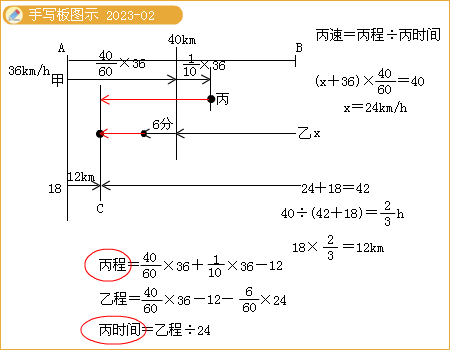 手写板图示 2023-02
40km
A
B
丙速=丙程÷丙时间
40/60×36
1/10×36
36km/h
甲
(x+36)×40/60=40
丙
x=24km/h
6分
乙x
12km
18
24+18=42
C
40÷(42+18)=2/3h
18×2/3=12km
丙程=40/60×36+1/10×36-12
乙程=40/60×36-12-6/60×24
丙时间=乙程÷24